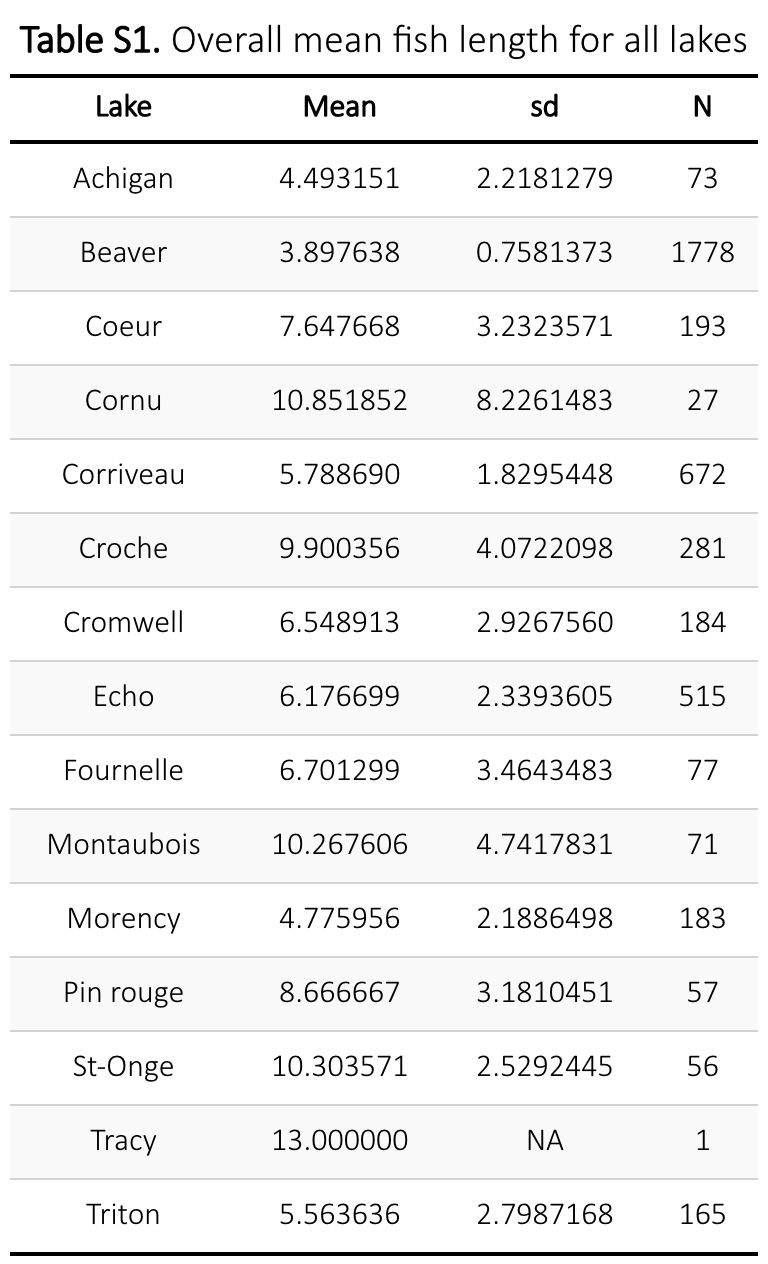 Table S1. Overall mean fish length for all lakes
Lake Mean sd N
Achigan 4.493151 2.2181279 73
Beaver 3.897638 0.7581373 1778
Coeur 7.647668 3.2323571 193
Cornu 10.851852 8.2261483 27
Corriveau 5.788690 1.8295448 672
Croche 9.900356 4.0722098 281
Cromwell 6.548913 2.9267560 184
Echo 6.176699 2.3393605 515
Fournelle 6.701299 3.4643483 77
Montaubois 10.267606 4.7417831 71
Morency 4.775956 2.1886498 183
Pin rouge 8.666667 3.1810451 57
St-Onge 10.303571 2.5292445 56
Tracy 13.000000 NA 1
Triton 5.563636 2.7987168 165